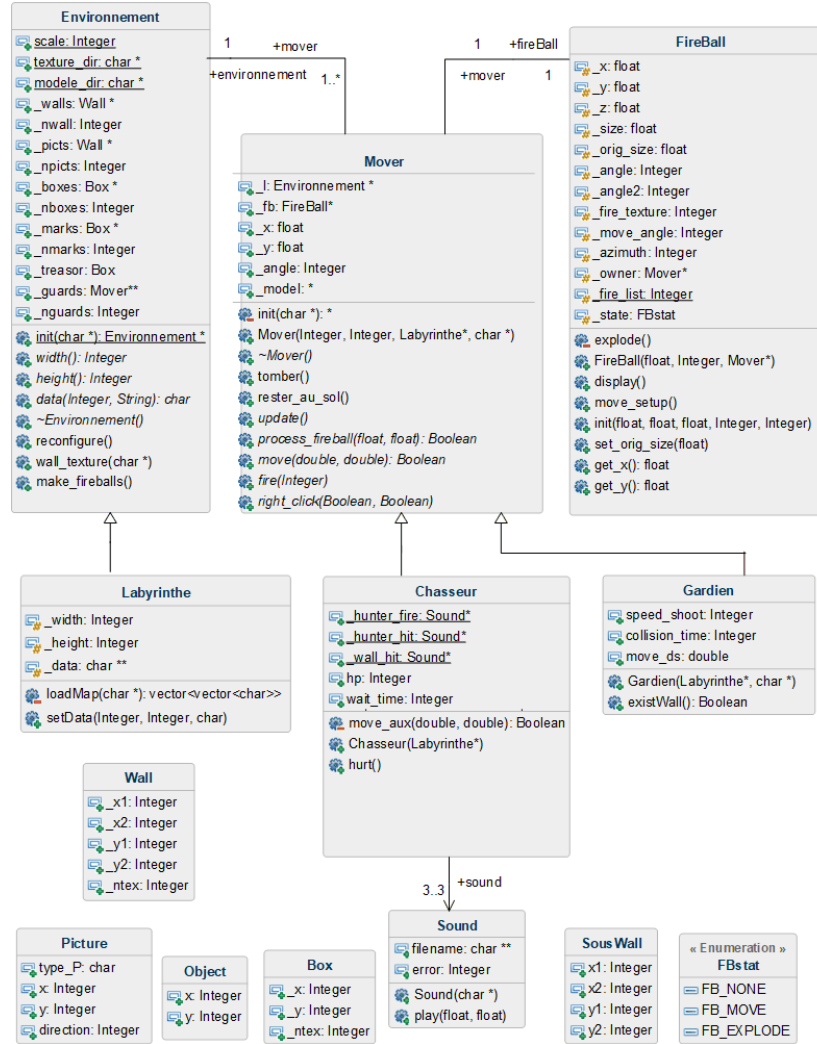 Environnement
scale: Integer
texture_dir: char *
modele_dir: char *
_walls: Wall *
_nwall: Integer
_picts: Wall *
_npicts: Integer
_boxes: Box *
_nboxes: Integer
_marks: Box *
_nmarks: Integer
_treasor: Box
_guards: Mover**
_nguards: Integer
init(char *): Environnement *
width(): Integer
height(): Integer
data(Integer, String): char
~Environnement()
reconfigure()
wall_texture(char *)
make_fireballs()
1
+mover
+environnement
1..*
1
+fireBall
+mover
1
Mover
_l: Environnement *
_fb: FireBall*
_x: float
_y: float
_angle: Integer
_model: *
init(char *): *
Mover(Integer, Integer, Labyrinthe*, char *)
~Mover()
tomber()
rester_au_sol()
update()
process_fireball(float, float): Boolean
move(double, double): Boolean
fire(Integer)
right_click(Boolean, Boolean)
FireBall
_x: float
_y: float
_z: float
_size: float
_orig_size: float
_angle: Integer
_angle2: Integer
_fire_texture: Integer
_move_angle: Integer
_azimuth: Integer
_owner: Mover*
_fire_list: Integer
_state: FBstat
explode()
FireBall(float, Integer, Mover*)
display()
move_setup()
init(float, float, float, Integer, Integer)
set_orig_size(float)
get_x(): float
get_y(): float
Labyrinthe
_width: Integer
_height: Integer
_data: char **
loadMap(char *): vector<vector<char>>
setData(Integer, Integer, char)
Chasseur
_hunter_fire: Sound*
_hunter_hit: Sound*
_wall_hit: Sound*
hp: Integer
wait_time: Integer
move_aux(double, double): Boolean
Chasseur(Labyrinthe*)
hurt()
Gardien
speed_shoot: Integer
collision_time: Integer
move_ds: double
Gardien(Labyrinthe*, char *)
existWall(): Boolean
Wall
_x1: Integer
_x2: Integer
_y1: Integer
_y2: Integer
_ntex: Integer
3..3
+sound
Picture
type_P: char
x: Integer
y: Integer
direction: Integer
Object
x: Integer
y: Integer
Box
_x: Integer
_y: Integer
_ntex: Integer
Sound
filename: char **
error: Integer
Sound(char *)
play(float, float)
SousWall
x1: Integer
x2: Integer
y1: Integer
y2: Integer
« Enumeration »
FBstat
FB_NONE
FB_MOVE
FB_EXPLODE